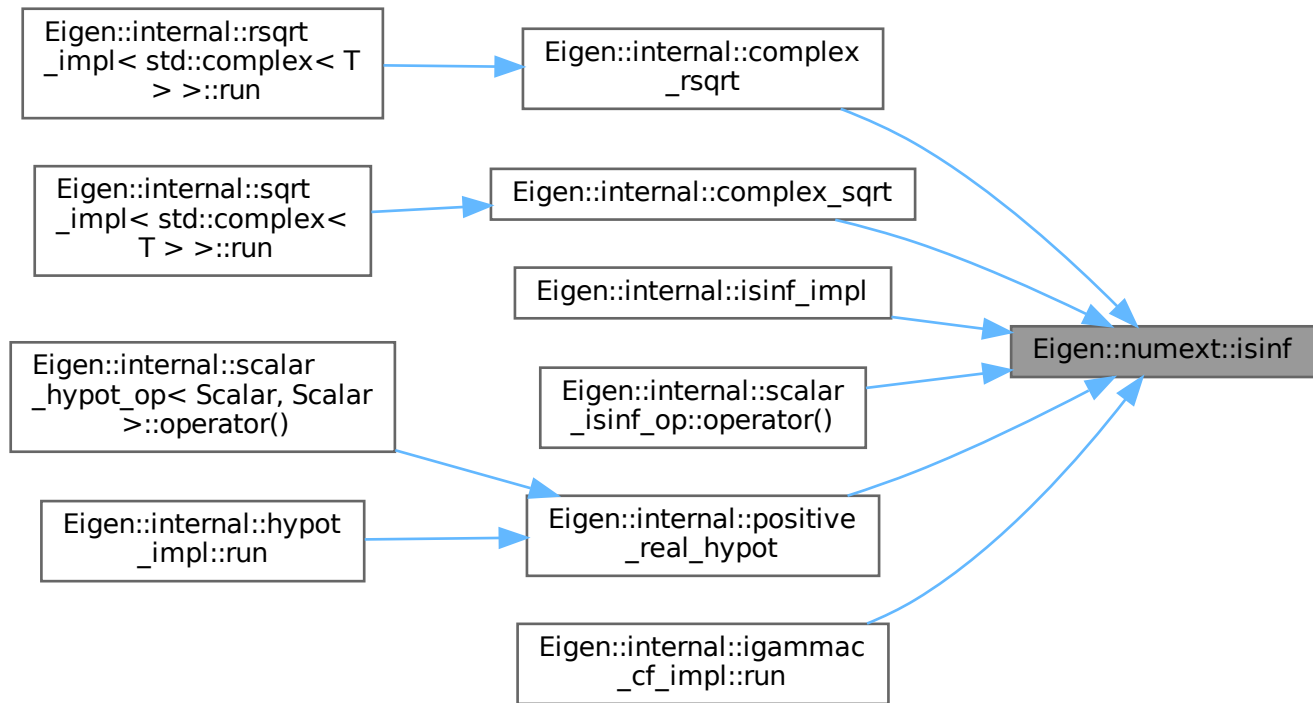 Eigen::internal::rsqrt
_impl< std::complex< T
> >::run
Eigen::internal::complex
_rsqrt
Eigen::internal::sqrt
_impl< std::complex<
T > >::run
Eigen::internal::complex_sqrt
Eigen::internal::isinf_impl
Eigen::numext::isinf
Eigen::internal::scalar
_hypot_op< Scalar, Scalar
>::operator()
Eigen::internal::scalar
_isinf_op::operator()
Eigen::internal::hypot
_impl::run
Eigen::internal::positive
_real_hypot
Eigen::internal::igammac
_cf_impl::run